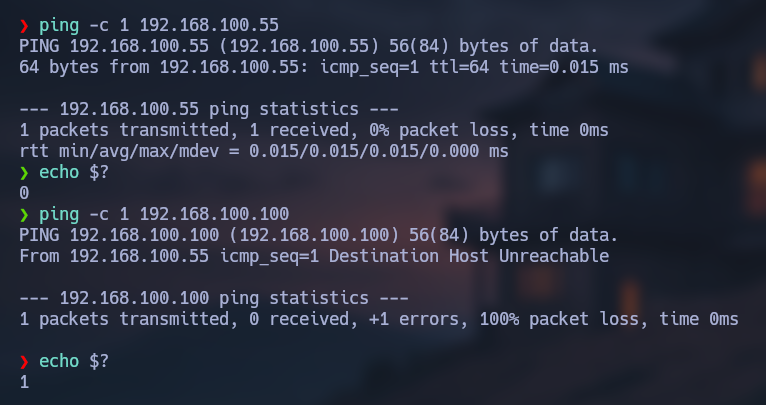 ❯ ping -c 1 192.168.100.55
PING 192.168.100.55 (192.168.100.55) 56(84) bytes of data.
64 bytes from 192.168.100.55: icmp_seq=1 ttl=64 time=0.015 ms

--- 192.168.100.55 ping statistics ---
1 packets transmitted, 1 received, 0% packet loss, time 0ms
rtt min/avg/max/mdev = 0.015/0.015/0.015/0.000 ms
❯ echo $?
0
❯ ping -c 1 192.168.100.100
PING 192.168.100.100 (192.168.100.100) 56(84) bytes of data.
From 192.168.100.55 icmp_seq=1 Destination Host Unreachable

--- 192.168.100.100 ping statistics ---
1 packets transmitted, 0 received, +1 errors, 100% packet loss, time 0ms

❯ echo $?
1